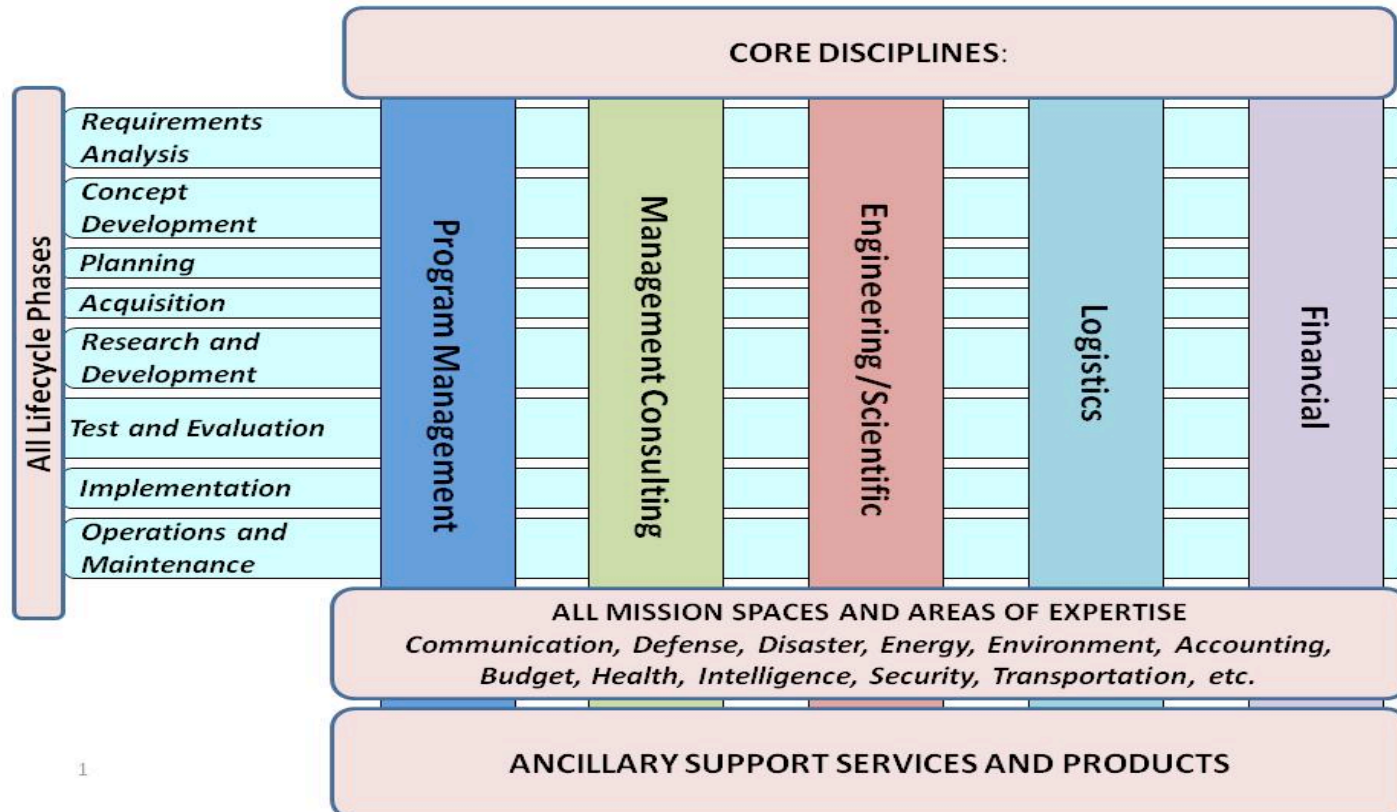 CORE DISCIPLINES:
All Lifecycle Phases
Requirements
Analysis
Concept
Development
Planning
Acquisition
Research and
Development
Test and Evaluation
Implementation
Operations and
Maintenance
Program Management
Management Consulting
Engineering /Scientific
Logistics
Financial
ALL MISSION SPACES AND AREAS OF EXPERTISE
Communication, Defense, Disaster, Energy, Environment, Accounting,
Budget, Health, Intelligence, Security, Transportation, etc.
ANCILLARY SUPPORT SERVICES AND PRODUCTS
1